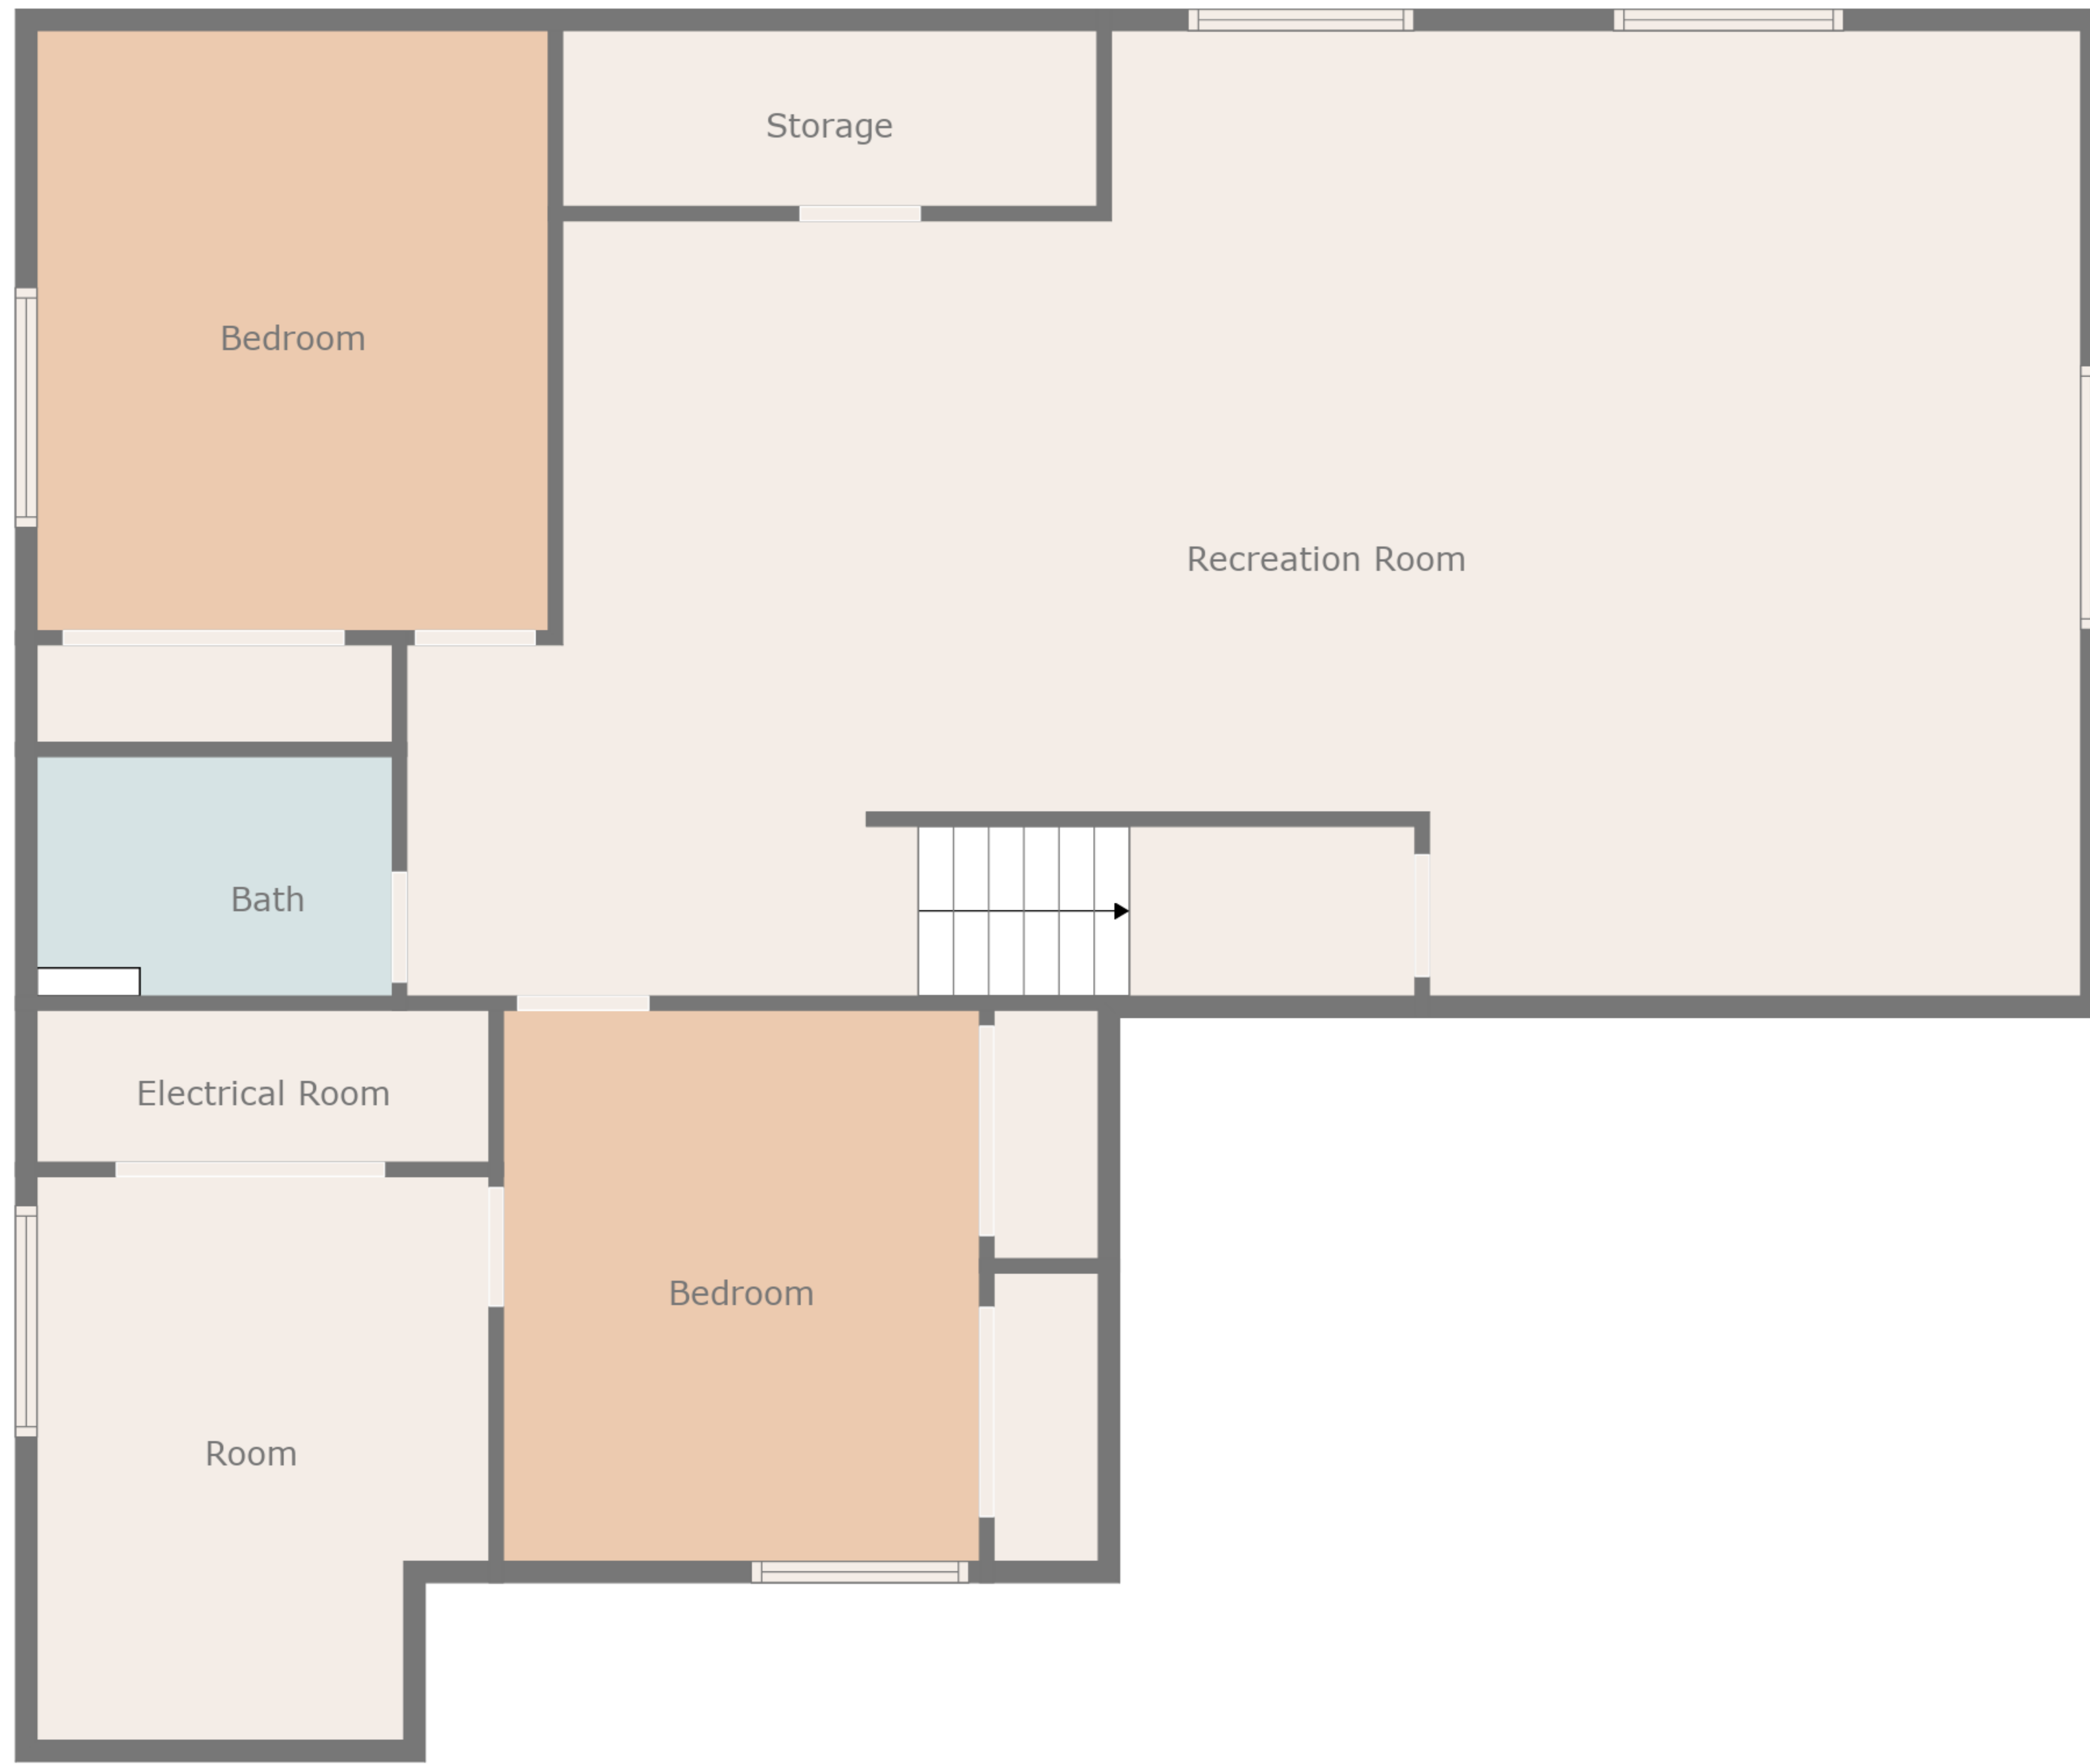 Storage
Bedroom
Recreation Room
Bath
Electrical Room
Bedroom
Room